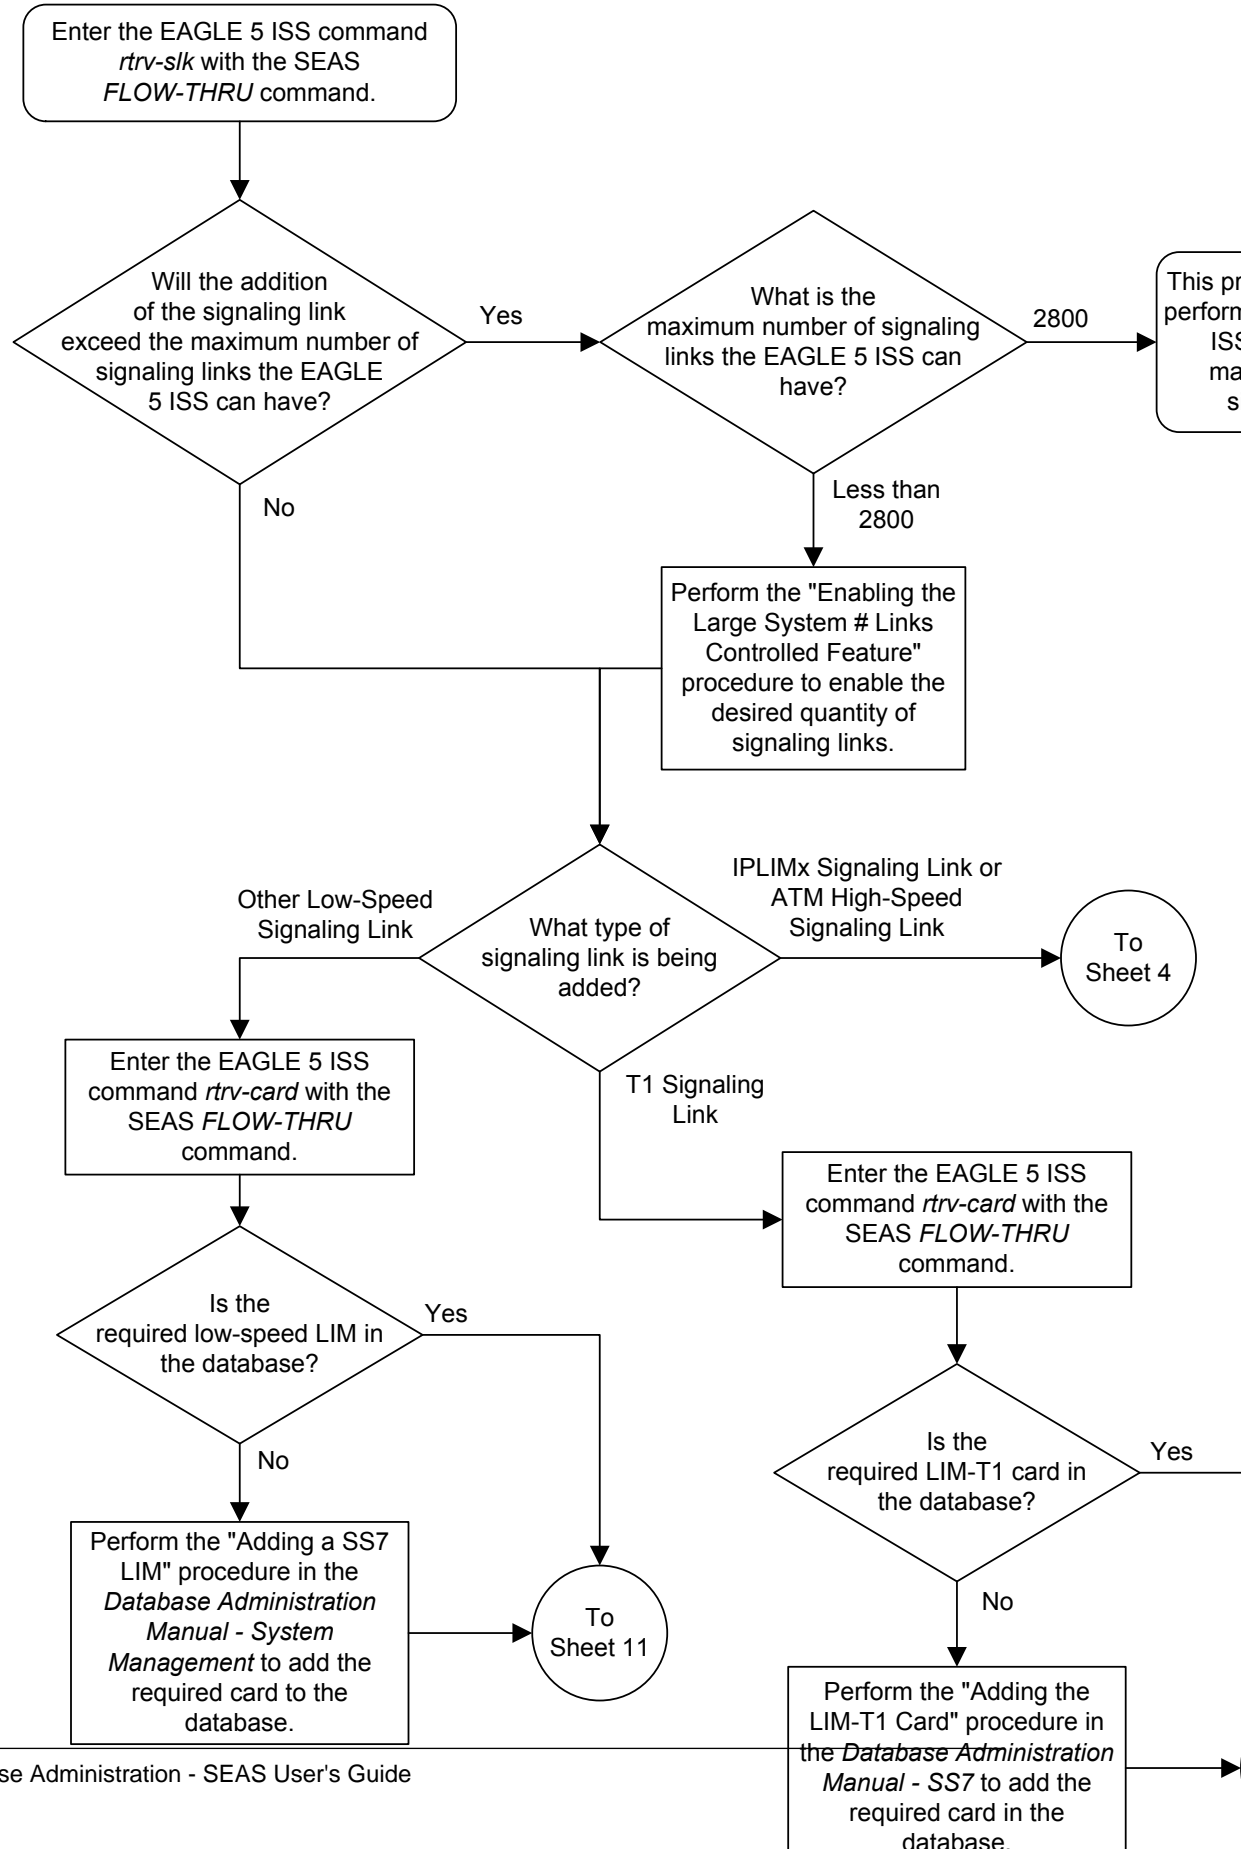 Enter the EAGLE 5 ISS command
rtrv-slk with the SEAS
FLOW-THRU command.
Will the addition
of the signaling link
exceed the maximum number of
signaling links the EAGLE
5 ISS can have?
Yes
What is the
maximum number of signaling
links the EAGLE 5 ISS can
have?
2800
This pr
perform
ISS
ma
s
No
Less than
2800
Perform the "Enabling the
Large System # Links
Controlled Feature"
procedure to enable the
desired quantity of
signaling links.
Other Low-Speed
Signaling Link
What type of
signaling link is being
added?
IPLIMx Signaling Link or
ATM High-Speed
Signaling Link
To
Sheet 4
T1 Signaling
Link
Enter the EAGLE 5 ISS
command rtrv-card with the
SEAS FLOW-THRU
command.
Enter the EAGLE 5 ISS
command rtrv-card with the
SEAS FLOW-THRU
command.
Is the
required low-speed LIM in
the database?
Yes
No
Is the
required LIM-T1 card in
the database?
Yes
No
Perform the "Adding a SS7
LIM" procedure in the
Database Administration
Manual - System
Management to add the
required card to the
database.
To
Sheet 11
Perform the "Adding the
LIM-T1 Card" procedure in
the Database Administration
Manual - SS7 to add the
required card in the
database.
se Administration - SEAS User's Guide